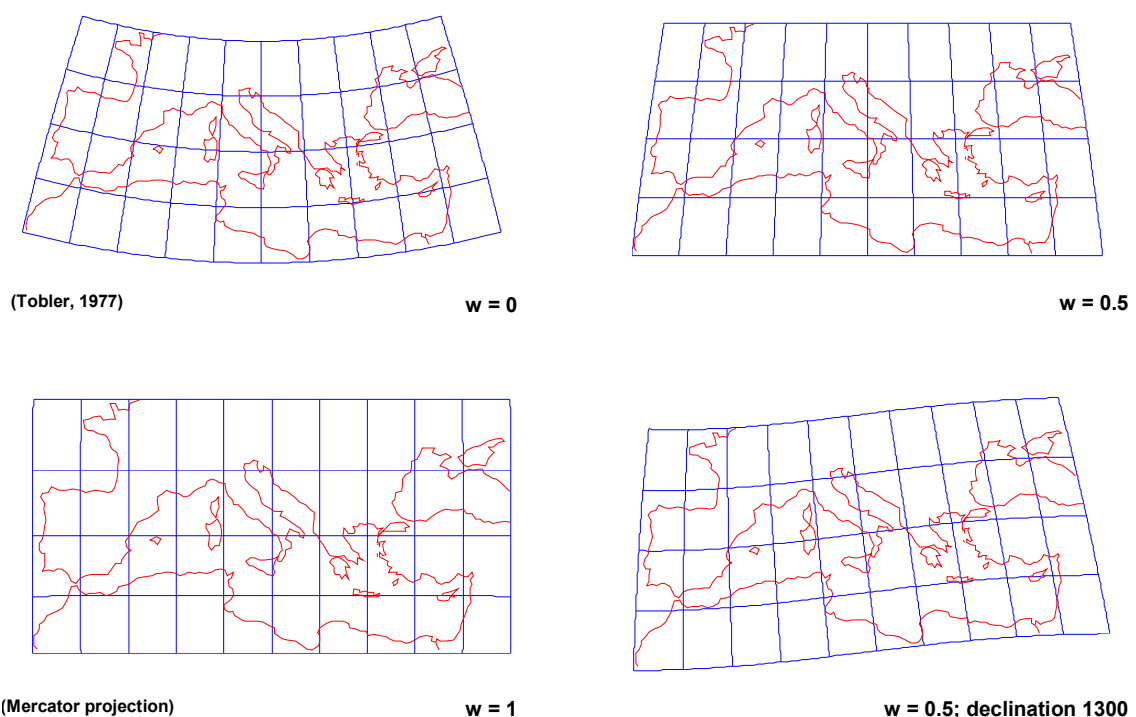 (Tobler, 1977)
w = 0
w = 0.5
(Mercator projection)
w = 1
w = 0.5; declination 1300